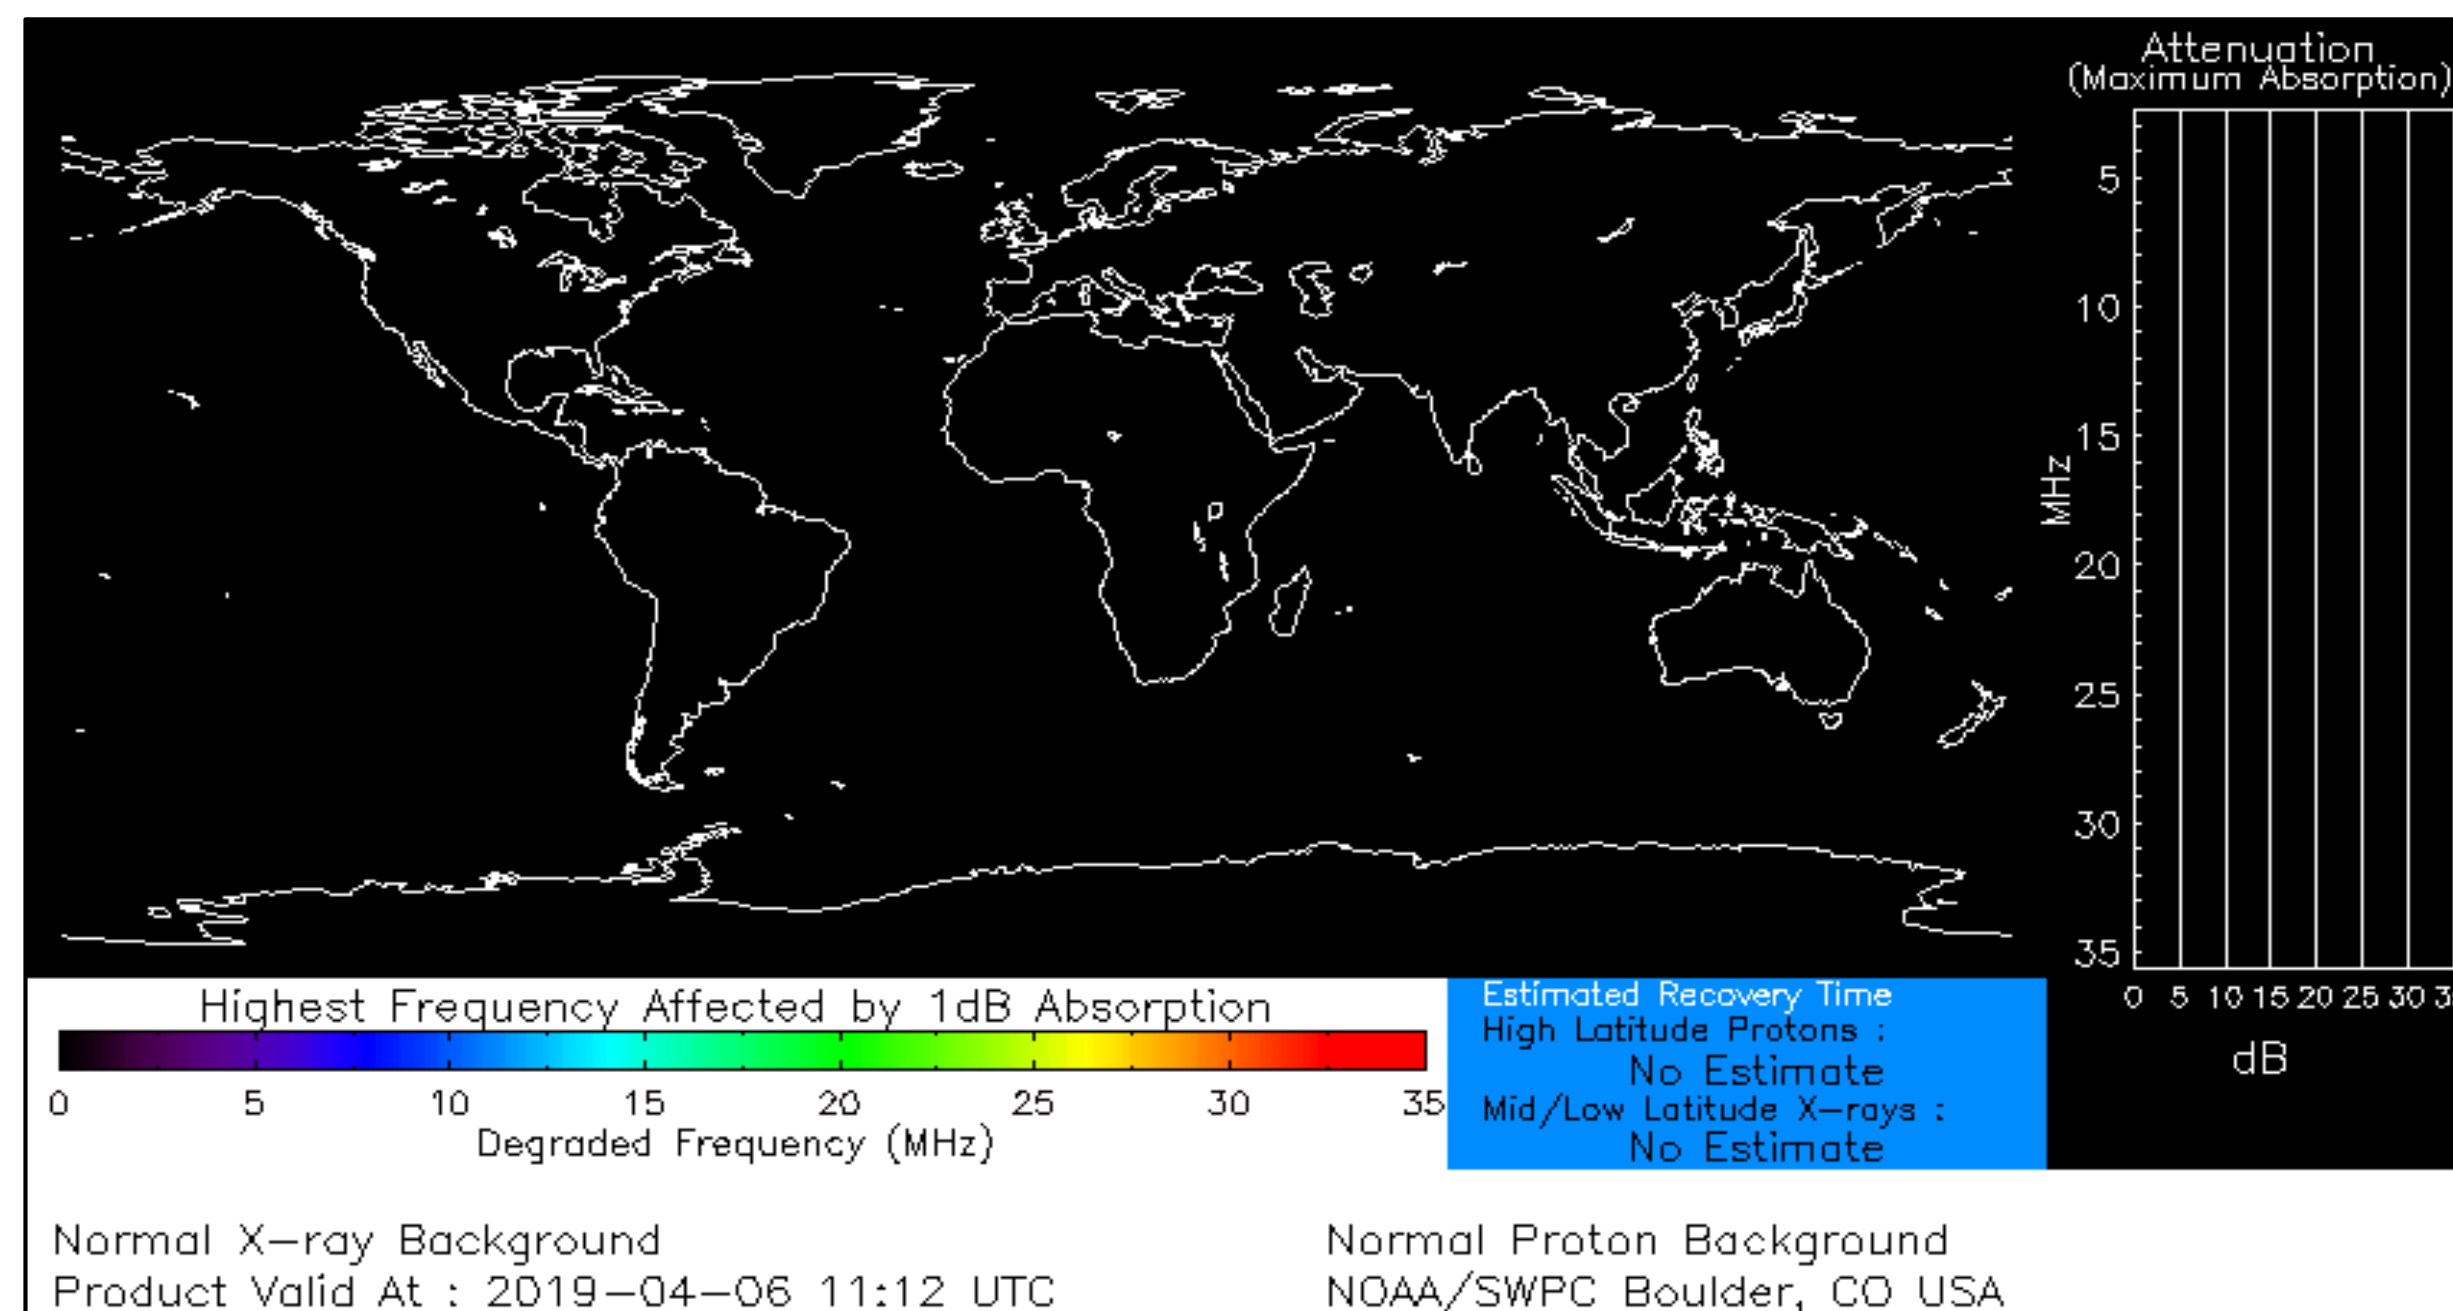 Attenuation
(Maximum Absorption)
5
10
15
20
25
30
35
MHz
0 5 10 15 20 25 30
dB
Highest Frequency Affected by 1dB Absorption
0 5 10 15 20 25 30 35
Degraded Frequency (MHz)
Estimated Recovery Time
High Latitude Protons :
No Estimate
Mid/Low Latitude X-rays :
No Estimate
Normal X-ray Background
Normal Proton Background
Product Valid At : 2019-04-06 11:12 UTC
NOAA/SWPC Boulder, CO USA